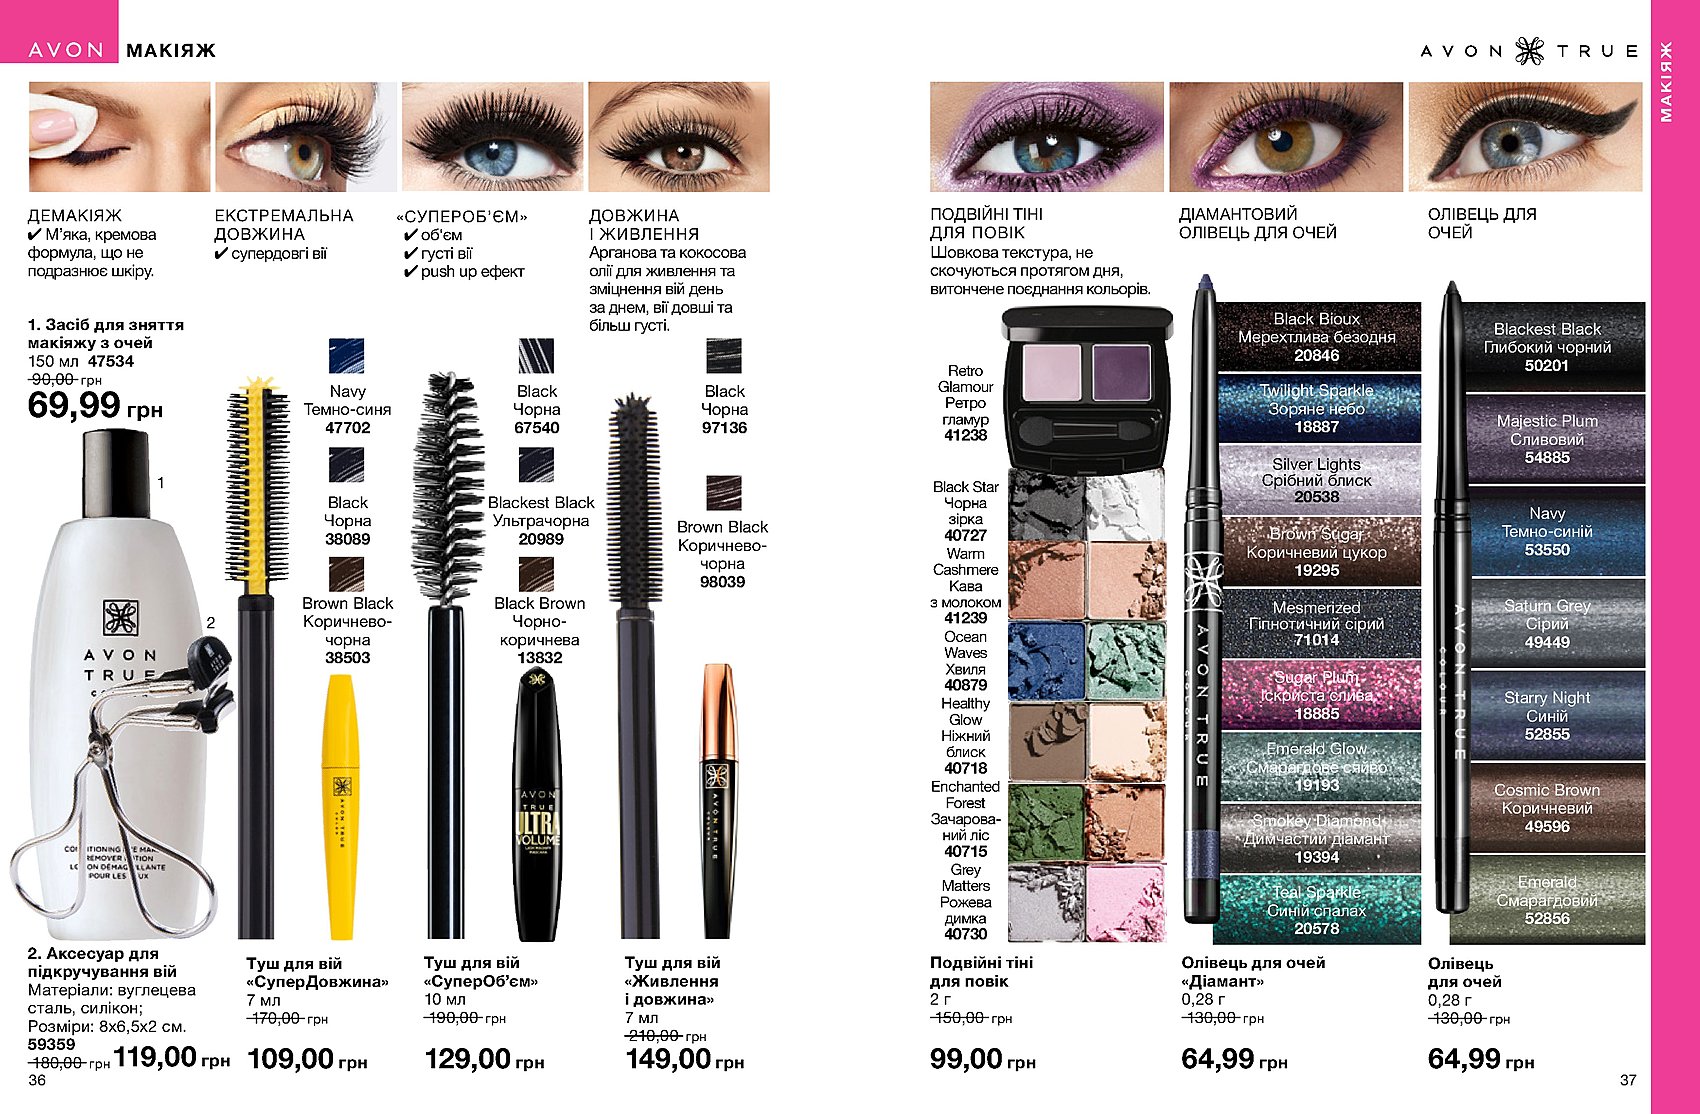 AVON МАКІЯЖ
ДЕМАКІЯЖ
✔ М'яка, кремова
формула, що не
подразнює шкіру.
ЕКСТРЕМАЛЬНА
ДОВЖИНА
✔ супердовгі вії
«СУПЕРОБ'ЄМ»
✔ об'єм
✔ густі вії
✔ push up ефект
ДОВЖИНА
І ЖИВЛЕННЯ
Арганова та кокосова
олії для живлення та
зміцнення вій день
за днем, вії довші та
більш густі.
1. Засіб для зняття
макіяжу з очей
150 мл 47534
90,00 грн
69,99 грн
1
2
AVON
TRUE
Navy
Темно-синя
47702
Black
Чорна
38089
Brown Black
Коричнево-
чорна
38503
Black
Чорна
67540
Blackest Black
Ультрачорна
20989
Black Brown
Чорно-
коричнева
13832
Black
Чорна
97136
Brown Black
Коричнево-
чорна
98039
AVON TRUE
AVON
TRUE
ULTRA
VOLUME
2. Аксесуар для
підкручування вій
Матеріали: вуглецева
сталь, силікон;
Розміри: 8х6,5х2 см.
59359
180,00 грн 119,00 грн
Туш для вій
«СуперДовжина»
7 мл
170,00 грн
109,00 грн
Туш для вій
«СуперОб'єм»
10 мл
190,00 грн
129,00 грн
Туш для вій
«Живлення
і довжина»
7 мл
210,00 грн
149,00 грн
36
AVON TRUE
МАКІЯЖ
ПОДВІЙНІ ТІНІ
ДЛЯ ПОВІК
Шовкова текстура, не
скочуються протягом дня,
витончене поєднання кольорів.
ДІАМАНТОВИЙ
ОЛІВЕЦЬ ДЛЯ ОЧЕЙ
ОЛІВЕЦЬ ДЛЯ
ОЧЕЙ
Retro
Glamour
Ретро
гламур
41238
Black Star
Чорна
зірка
40727
Warm
Cashmere
Кава
з молоком
41239
Ocean
Waves
Хвиля
40879
Healthy
Glow
Ніжний
блиск
40718
Enchanted
Forest
Зачарова-
ний ліс
40715
Grey
Matters
Рожева
димка
40730
AVON TRUE
COLOUR
Black Bioux
Мерехтлива безодня
20846
Twilight Sparkle
Зоряне небо
18887
Silver Lights
Срібний блиск
20538
Brown Sugar
Коричневий цукор
19295
Mesmerized
Гіпнотичний сірий
71014
Sugar Plum
Іскриста слива
18885
Emerald Glow
Смарагдове сяйво
19193
Smokey Diamond
Димчастий діамант
19394
Teal Sparkle
Синій спалах
20578
AVON TRUE
COLOUR
Blackest Black
Глибокий чорний
50201
Majestic Plum
Сливовий
54885
Navy
Темно-синій
53550
Saturn Grey
Сірий
49449
Starry Night
Синій
52855
Cosmic Brown
Коричневий
49596
Emerald
Смарагдовий
52856
Подвійні тіні
для повік
2 г
150,00 грн
99,00 грн
Олівець для очей
«Діамант»
0,28 г
130,00 грн
64,99 грн
Олівець
для очей
0,28 г
130,00 грн
64,99 грн
37